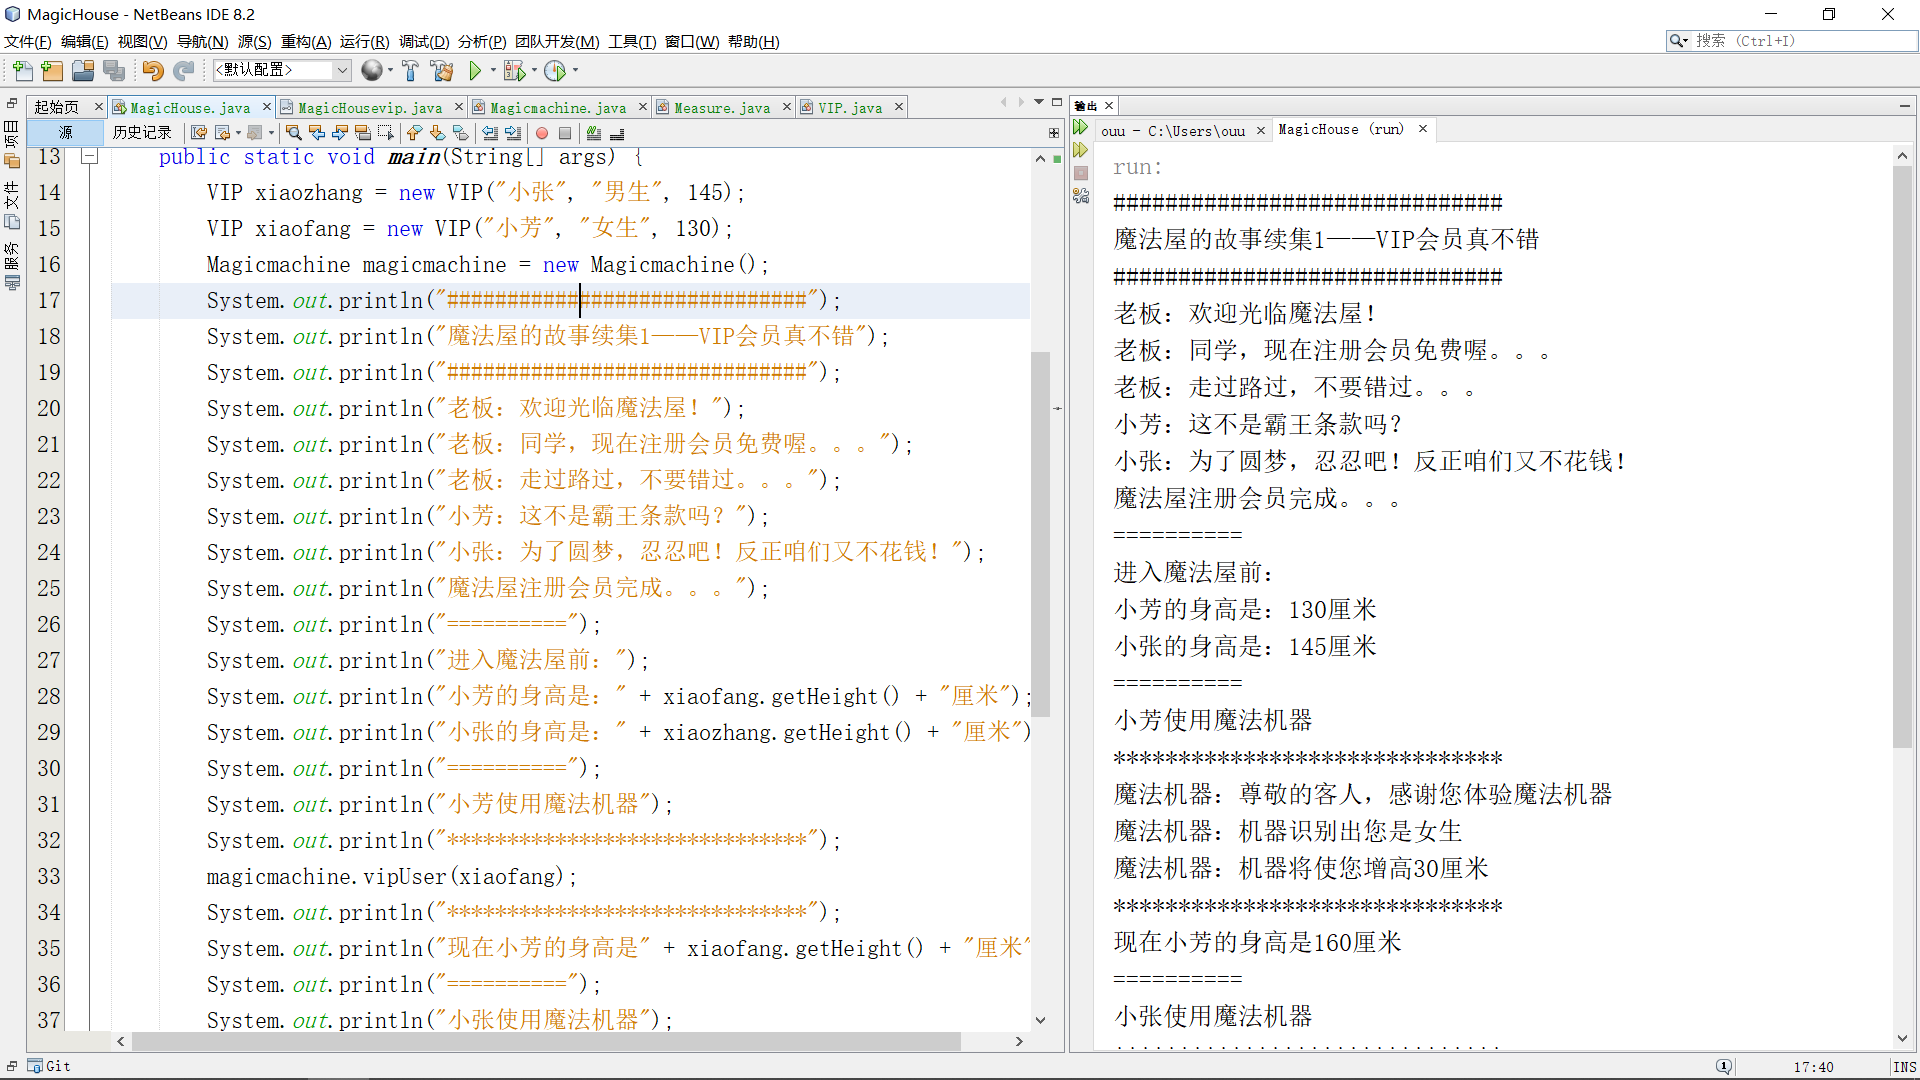 MagicHouse - NetBeans IDE 8.2
文件(F) 编辑(E) 视图(V) 导航(N) 源(S) 重构(A) 运行(R) 调试(D) 分析(P) 团队开发(M) 工具(T) 窗口(W) 帮助(H)
搜索 (Ctrl+I)
<默认配置>
起始页 MagicHouse.java MagicHousevip.java Magicmachine.java Measure.java VIP.java
源 历史记录
项目
文件
服务
13 public static void main(String[] args) {
14 VIP xiaozhang = new VIP("小张", "男生", 145);
15 VIP xiaofang = new VIP("小芳", "女生", 130);
16 Magicmachine magicmachine = new Magicmachine();
17 System.out.println("##############################");
18 System.out.println("魔法屋的故事续集1——VIP会员真不错");
19 System.out.println("##############################");
20 System.out.println("老板：欢迎光临魔法屋！");
21 System.out.println("老板：同学，现在注册会员免费喔。。。");
22 System.out.println("老板：走过路过，不要错过。。。");
23 System.out.println("小芳：这不是霸王条款吗？");
24 System.out.println("小张：为了圆梦，忍忍吧！反正咱们又不花钱！");
25 System.out.println("魔法屋注册会员完成。。。");
26 System.out.println("==========");
27 System.out.println("进入魔法屋前：");
28 System.out.println("小芳的身高是：" + xiaofang.getHeight() + "厘米");
29 System.out.println("小张的身高是：" + xiaozhang.getHeight() + "厘米")
30 System.out.println("==========");
31 System.out.println("小芳使用魔法机器");
32 System.out.println("******************************");
33 magicmachine.vipUser(xiaofang);
34 System.out.println("******************************");
35 System.out.println("现在小芳的身高是" + xiaofang.getHeight() + "厘米"
36 System.out.println("==========");
37 System.out.println("小张使用魔法机器");
输出
ouu - C:\Users\ouu MagicHouse (run)
run:
##############################
魔法屋的故事续集1——VIP会员真不错
##############################
老板：欢迎光临魔法屋！
老板：同学，现在注册会员免费喔。。。
老板：走过路过，不要错过。。。
小芳：这不是霸王条款吗？
小张：为了圆梦，忍忍吧！反正咱们又不花钱！
魔法屋注册会员完成。。。
==========
进入魔法屋前：
小芳的身高是：130厘米
小张的身高是：145厘米
==========
小芳使用魔法机器
******************************
魔法机器：尊敬的客人，感谢您体验魔法机器
魔法机器：机器识别出您是女生
魔法机器：机器将使您增高30厘米
******************************
现在小芳的身高是160厘米
==========
小张使用魔法机器
Git
1
17:40
INS